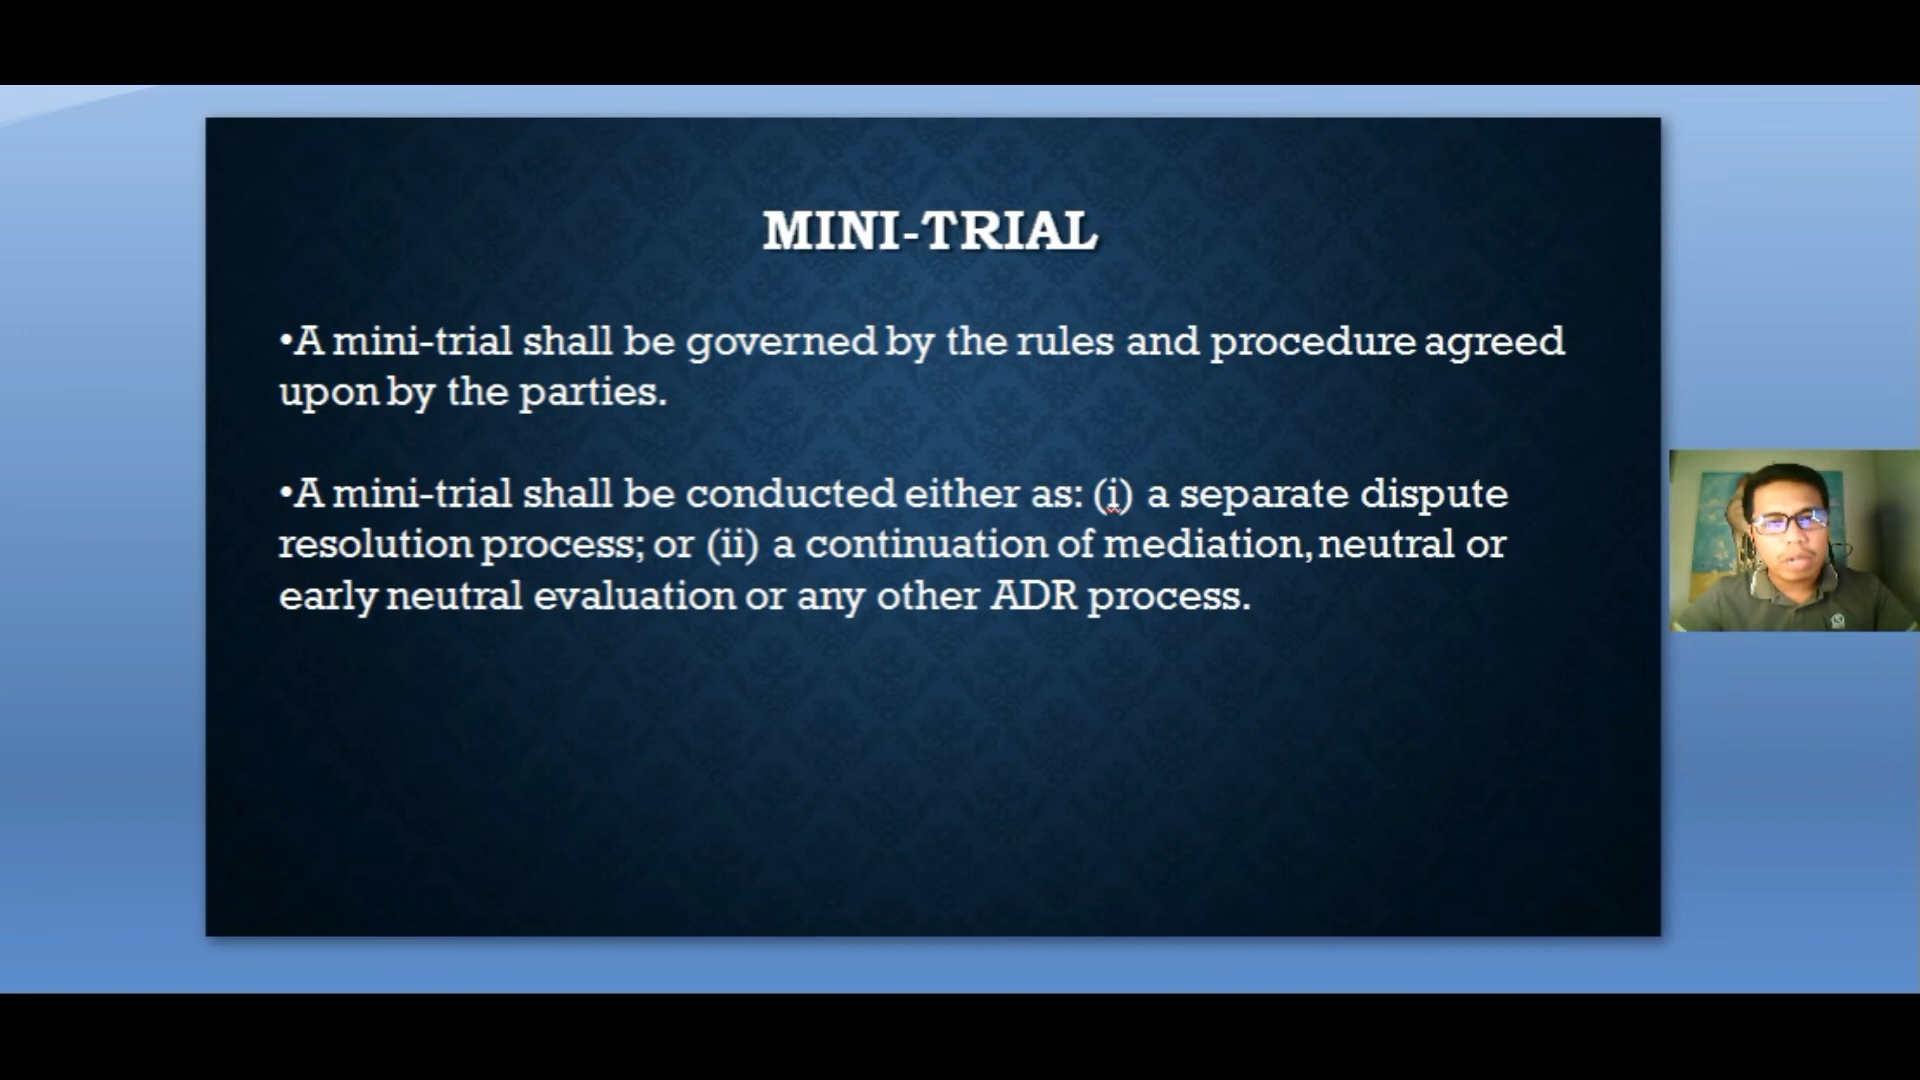 MINI-TRIAL
•A mini-trial shall be governed by the rules and procedure agreed
upon by the parties.
•A mini-trial shall be conducted either as: (i) a separate dispute
resolution process; or (ii) a continuation of mediation, neutral or
early neutral evaluation or any other ADR process.